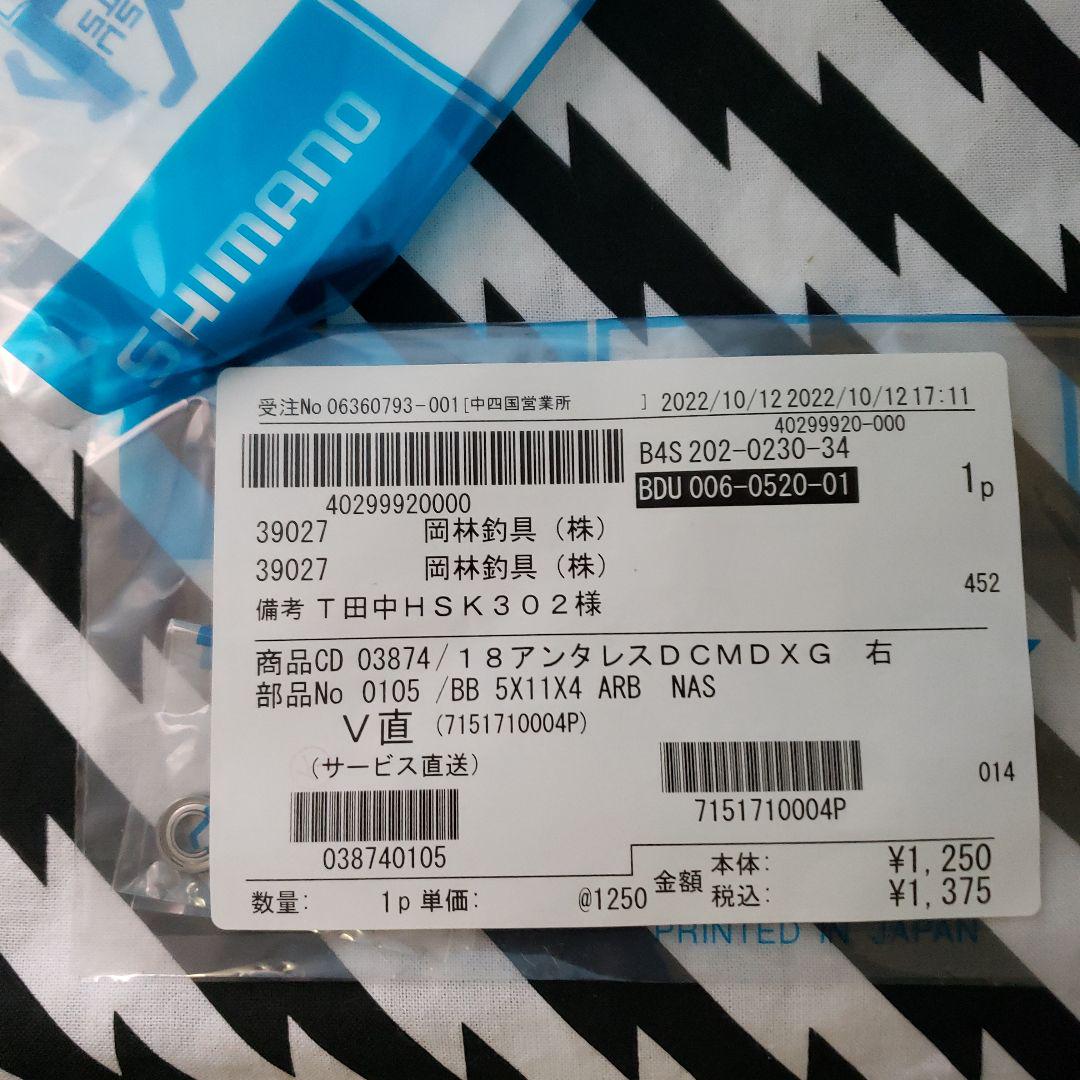 SHIMANO
受注No 06360793-001[中四国営業所 ] 2022/10/12 2022/10/12 17:11
40299920-000
B4S 202-0230-34
BDU 006-0520-01 1p
40299920000
39027 岡林釣具（株）
39027 岡林釣具（株）
452
備考 T田中HSK302様
商品CD 03874/18アンタレスDCMDXG 右
部品No 0105 /BB 5X11X4 ARB NAS
V直 (7151710004P)
(サービス直送)
014
7151710004P
038740105
数量: 1p 単価: @1250
金額 本体: ¥1,250
税込: ¥1,375
PRINTED IN JAPAN